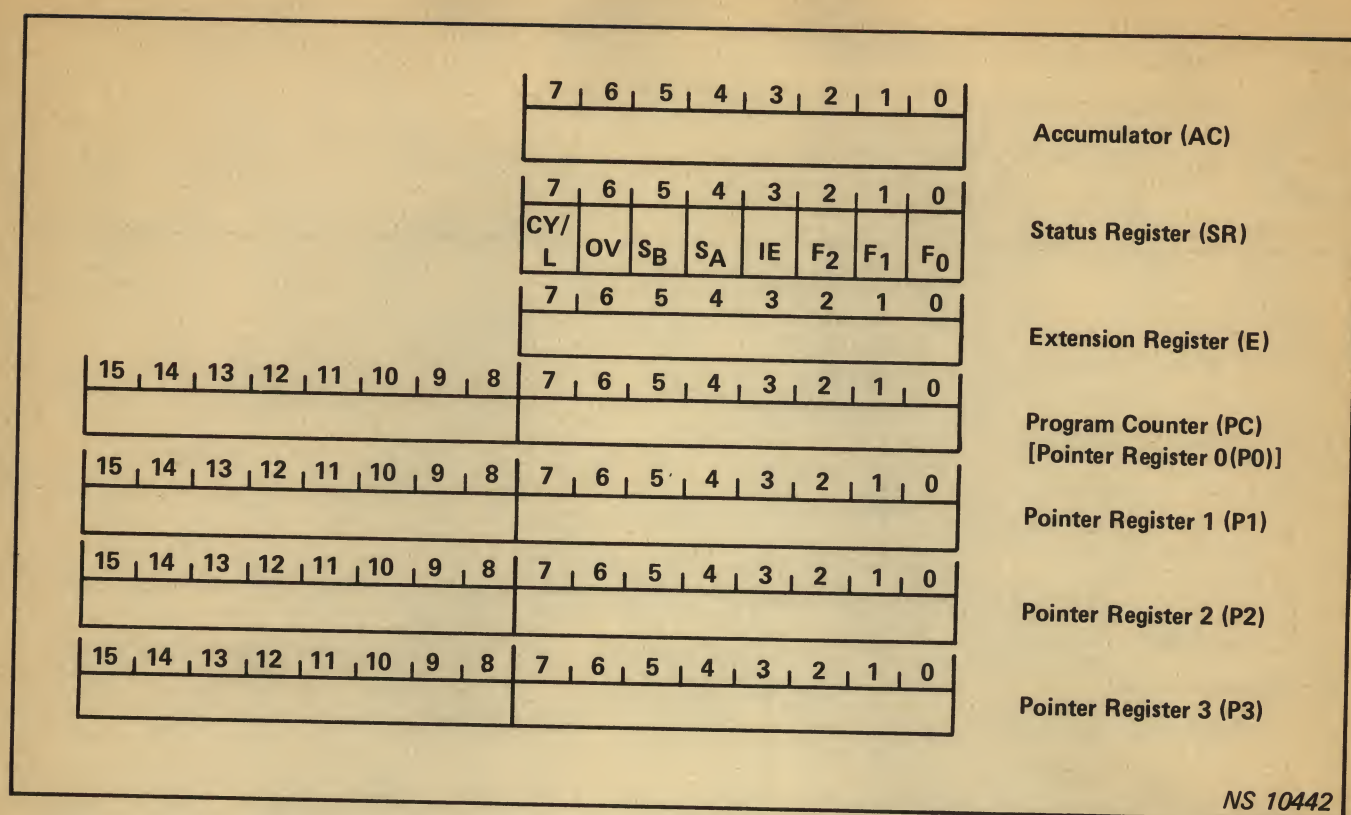 7 6 5 4 3 2 1 0
Accumulator (AC)
7 6 5 4 3 2 1 0
CY/L OV SB SA IE F2 F1 F0
Status Register (SR)
7 6 5 4 3 2 1 0
Extension Register (E)
15 14 13 12 11 10 9 8 7 6 5 4 3 2 1 0
Program Counter (PC)
[Pointer Register 0(P0)]
15 14 13 12 11 10 9 8 7 6 5 4 3 2 1 0
Pointer Register 1 (P1)
15 14 13 12 11 10 9 8 7 6 5 4 3 2 1 0
Pointer Register 2 (P2)
15 14 13 12 11 10 9 8 7 6 5 4 3 2 1 0
Pointer Register 3 (P3)
NS 10442